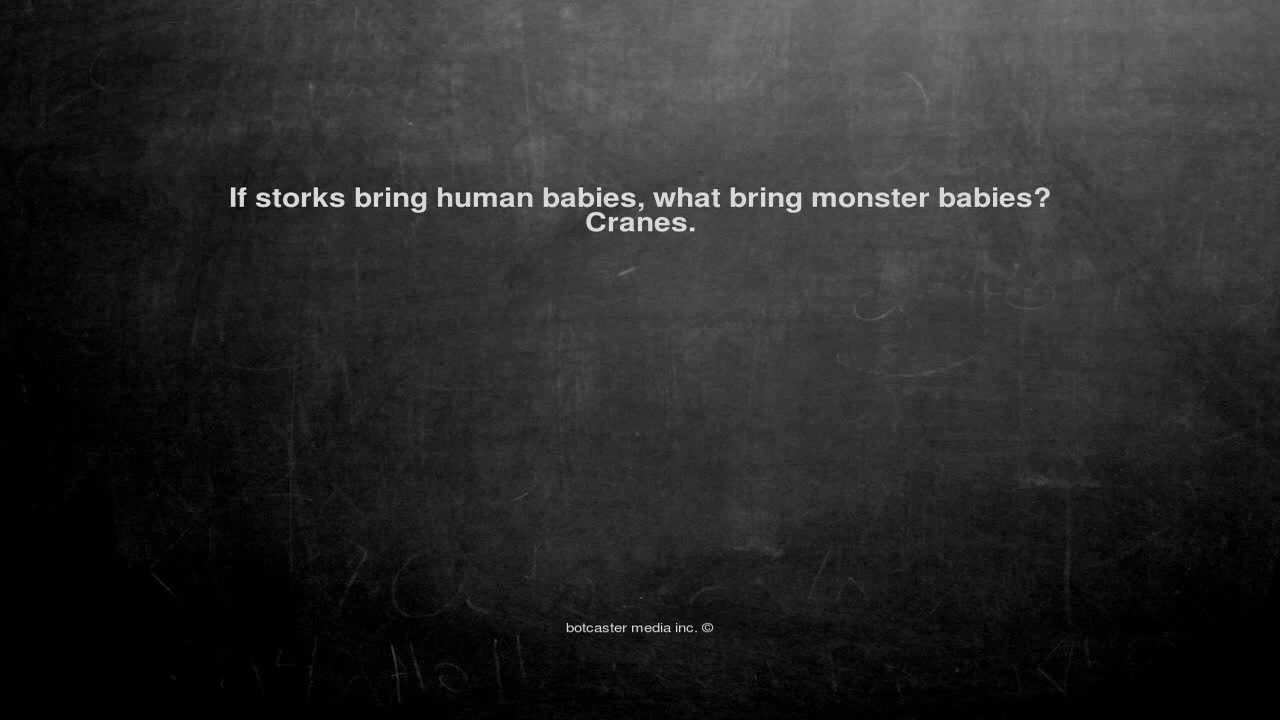 If storks bring human babies, what bring monster babies?
Cranes.
botcaster media inc. ©